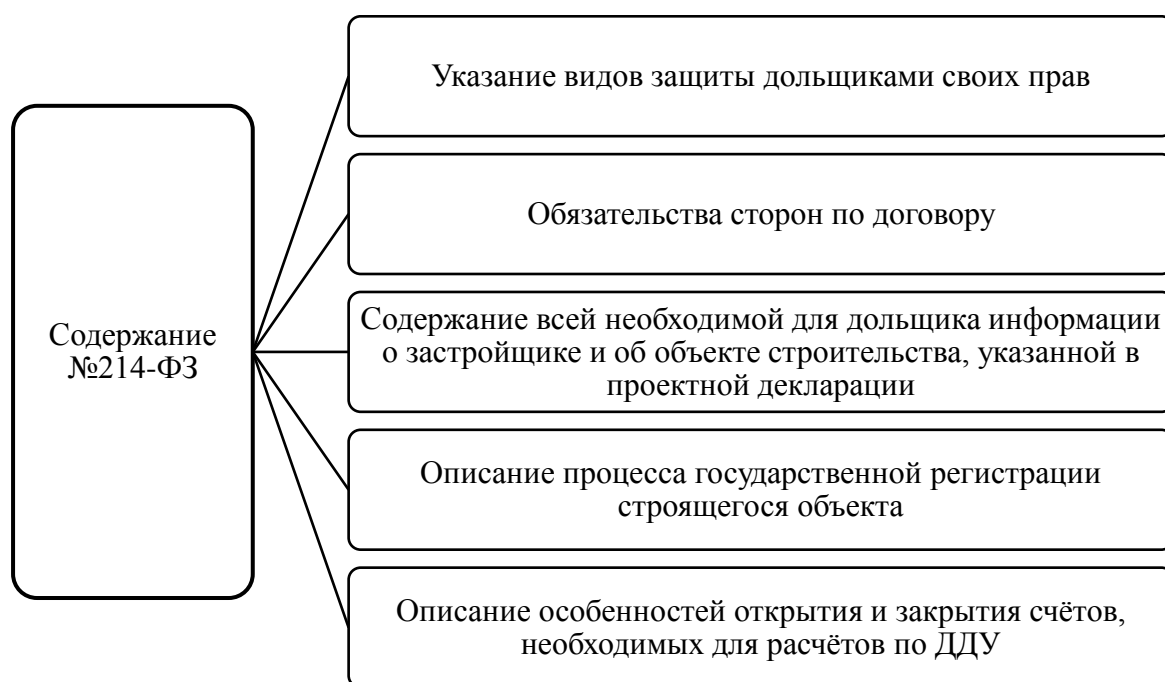 Содержание
№214-ФЗ
Указание видов защиты дольщиками своих прав
Обязательства сторон по договору
Содержание всей необходимой для дольщика информации
о застройщике и об объекте строительства, указанной в
проектной декларации
Описание процесса государственной регистрации
строящегося объекта
Описание особенностей открытия и закрытия счётов,
необходимых для расчётов по ДДУ